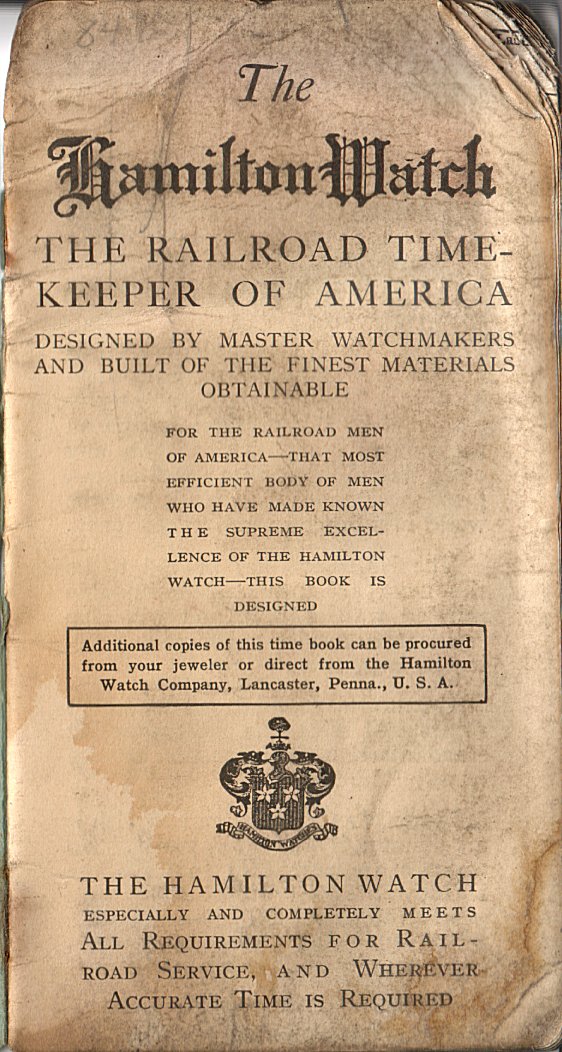 84
The
Hamilton Watch
THE RAILROAD TIME-
KEEPER OF AMERICA
DESIGNED BY MASTER WATCHMAKERS
AND BUILT OF THE FINEST MATERIALS
OBTAINABLE
FOR THE RAILROAD MEN
OF AMERICA—THAT MOST
EFFICIENT BODY OF MEN
WHO HAVE MADE KNOWN
THE SUPREME EXCEL-
LENCE OF THE HAMILTON
WATCH—THIS BOOK IS
DESIGNED
Additional copies of this time book can be procured
from your jeweler or direct from the Hamilton
Watch Company, Lancaster, Penna., U. S. A.
HAMILTON WATCHES
THE HAMILTON WATCH
ESPECIALLY AND COMPLETELY MEETS
ALL REQUIREMENTS FOR RAIL-
ROAD SERVICE, AND WHEREVER
ACCURATE TIME IS REQUIRED